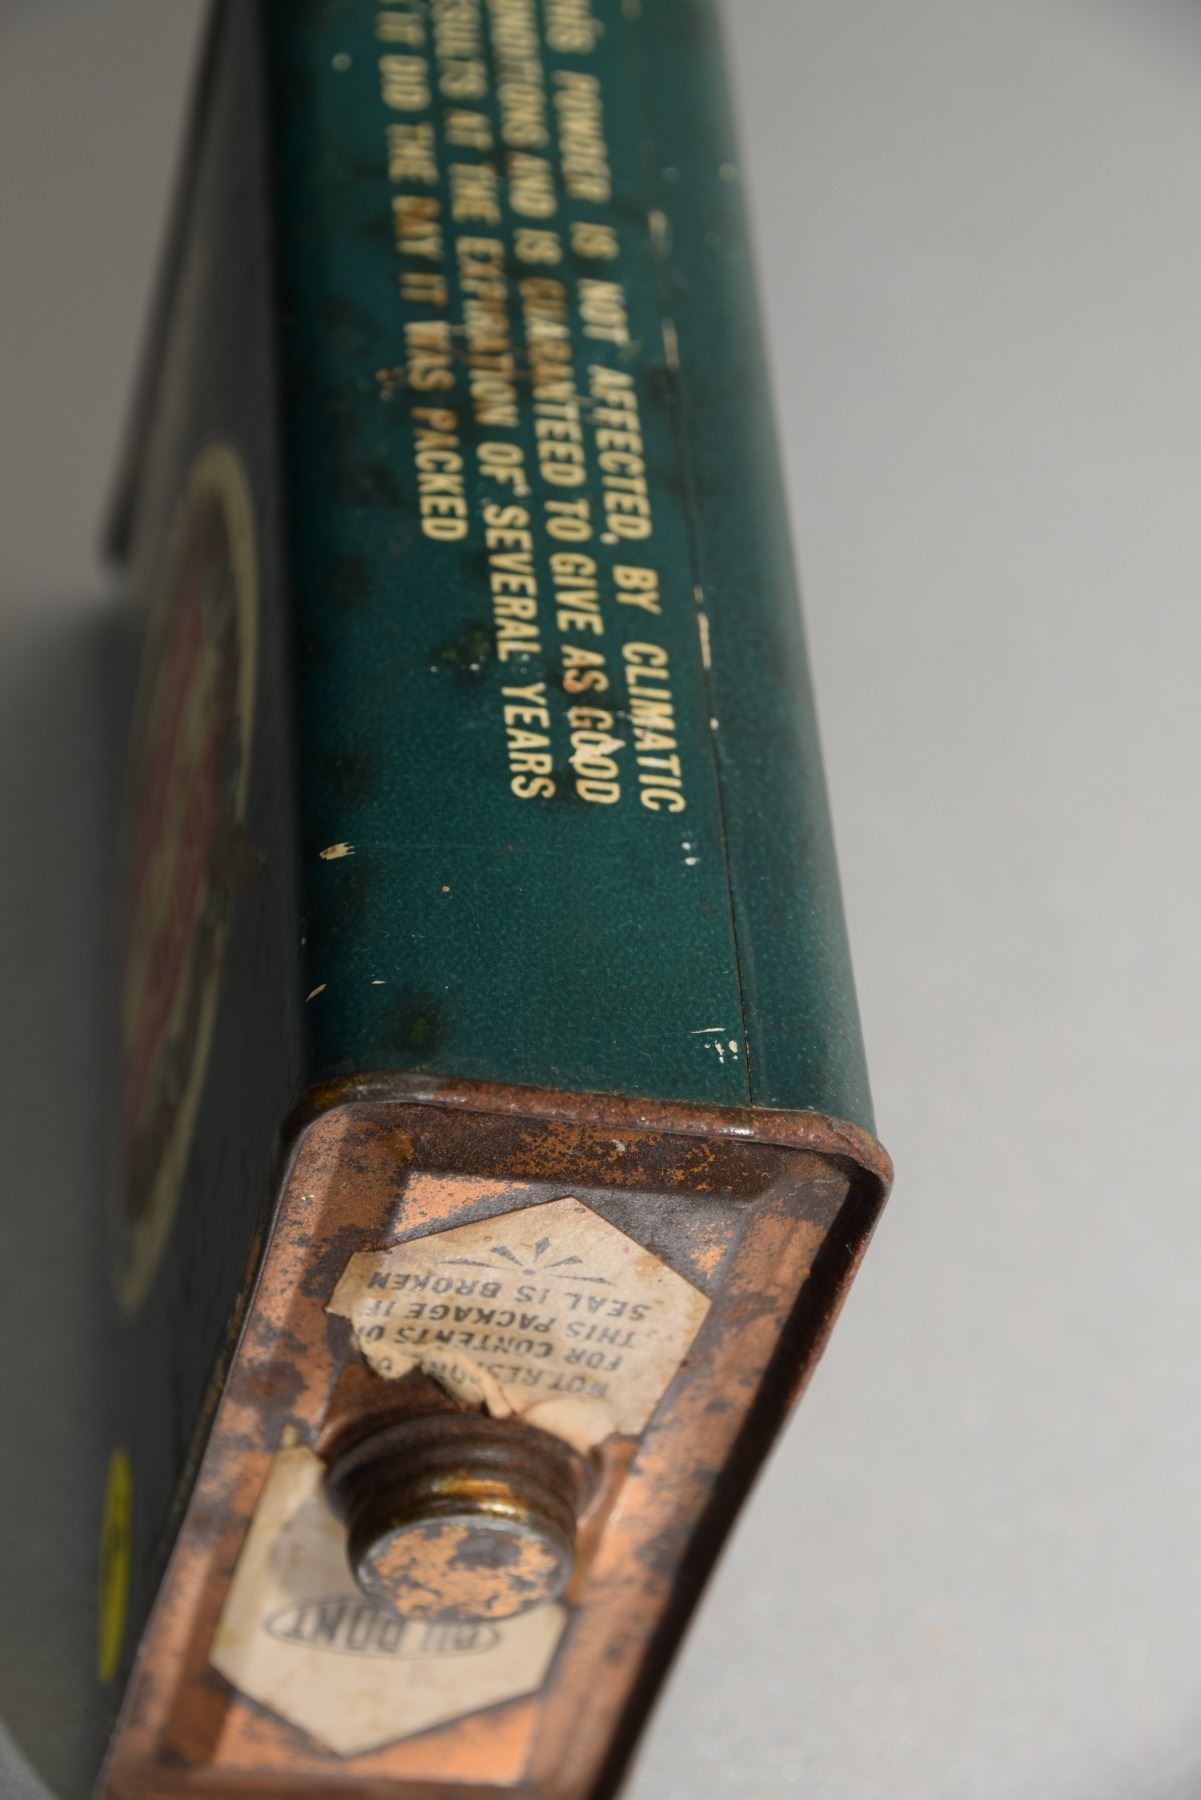 THIS POWDER IS NOT AFFECTED, BY CLIMATIC
CONDITIONS AND IS GUARANTEED TO GIVE AS GOOD
RESULTS AT THE EXPIRATION OF SEVERAL YEARS
IT DID THE DAY IT WAS PACKED
NOT
FOR CONTENTS OF
THIS PACKAGE IF
SEAL IS BROKEN
DU PONT